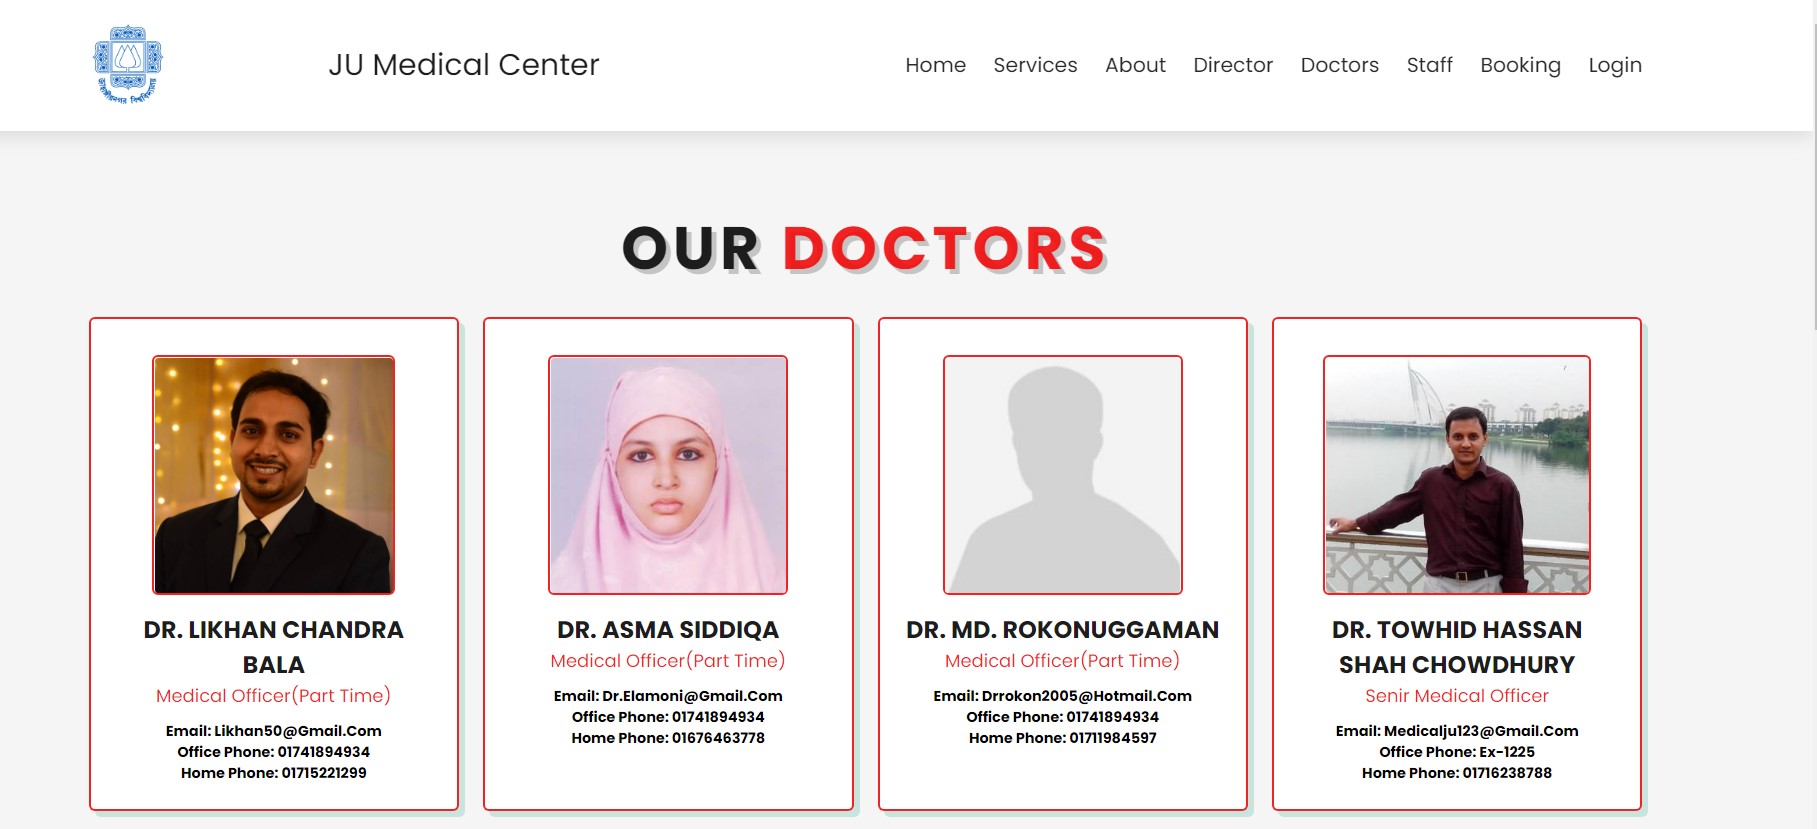 জাহাঙ্গীরনগর বিশ্ববিদ্যালয়
JU Medical Center
Home Services About Director Doctors Staff Booking Login
OUR DOCTORS
DR. LIKHAN CHANDRA
BALA
Medical Officer(Part Time)
Email: Likhan50@Gmail.Com
Office Phone: 01741894934
Home Phone: 01715221299
DR. ASMA SIDDIQA
Medical Officer(Part Time)
Email: Dr.Elamoni@Gmail.Com
Office Phone: 01741894934
Home Phone: 01676463778
DR. MD. ROKONUGGAMAN
Medical Officer(Part Time)
Email: Drrokon2005@Hotmail.Com
Office Phone: 01741894934
Home Phone: 01711984597
DR. TOWHID HASSAN
SHAH CHOWDHURY
Senir Medical Officer
Email: Medicalju123@Gmail.Com
Office Phone: Ex-1225
Home Phone: 01716238788